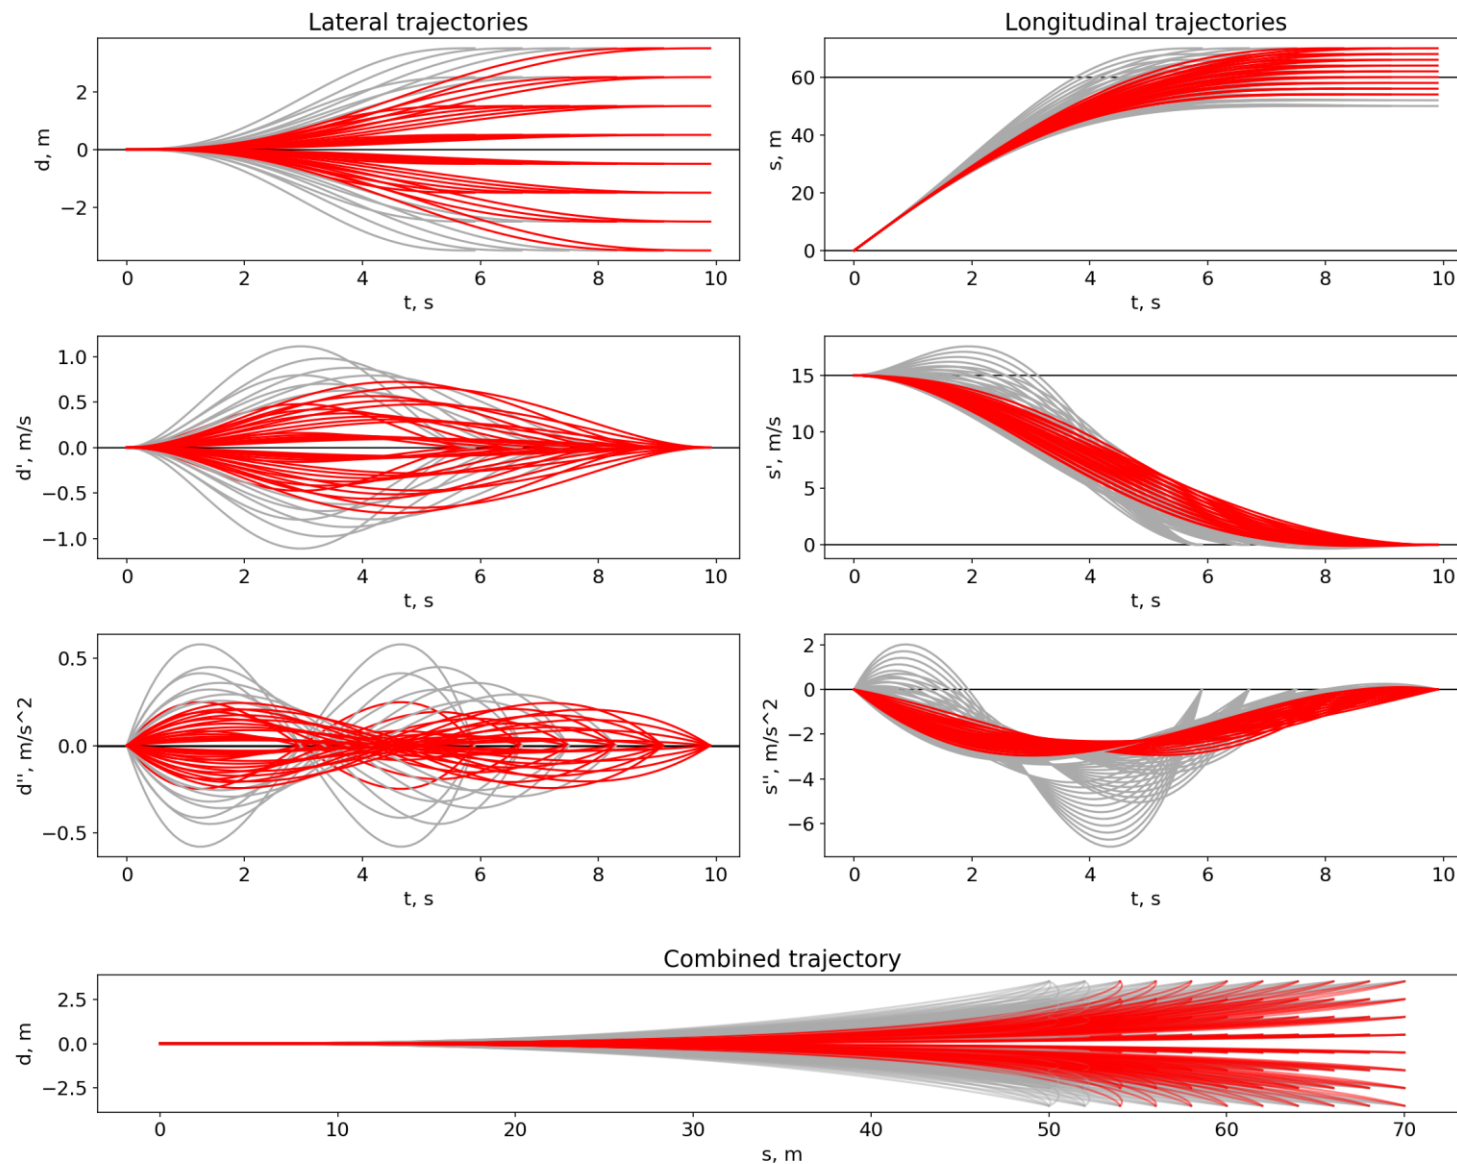 Lateral trajectories
2
0
−2
d, m
0 2 4 6 8 10
t, s
Longitudinal trajectories
60
40
20
0
s, m
0 2 4 6 8 10
t, s
1.0
0.5
0.0
−0.5
−1.0
d', m/s
0 2 4 6 8 10
t, s
15
10
5
0
s', m/s
0 2 4 6 8 10
t, s
0.5
0.0
−0.5
d'', m/s^2
0 2 4 6 8 10
t, s
2
0
−2
−4
−6
s'', m/s^2
0 2 4 6 8 10
t, s
Combined trajectory
2.5
0.0
−2.5
d, m
0 10 20 30 40 50 60 70
s, m